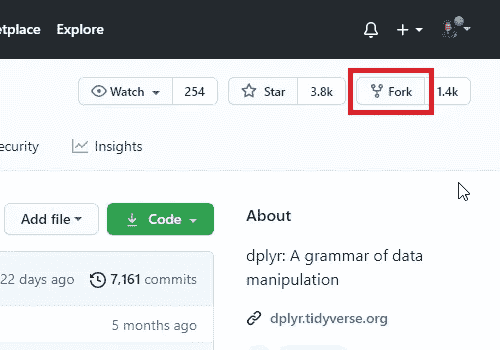 etplace Explore
Watch 254 Star 3.8k Fork 1.4k
ecurity Insights
Add file Code About
dplyr: A grammar of data
manipulation
22 days ago 7,161 commits
dplyr.tidyverse.org
5 months ago